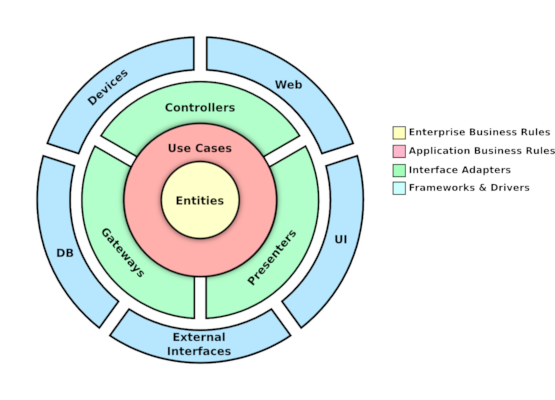 Devices
Web
Controllers
Use Cases
Entities
Gateways
Presenters
DB
UI
External
Interfaces
Enterprise Business Rules
Application Business Rules
Interface Adapters
Frameworks & Drivers